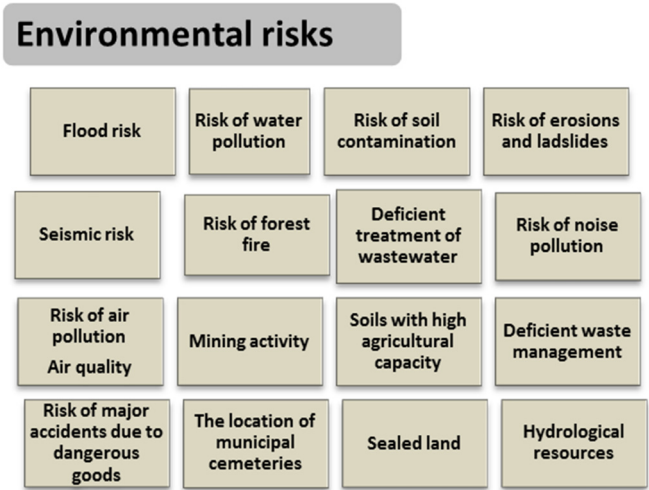 Environmental risks
Flood risk
Risk of water
pollution
Risk of soil
contamination
Risk of erosions
and ladslides
Seismic risk
Risk of forest
fire
Deficient
treatment of
wastewater
Risk of noise
pollution
Risk of air
pollution
Air quality
Mining activity
Soils with high
agricultural
capacity
Deficient waste
management
Risk of major
accidents due to
dangerous
goods
The location of
municipal
cemeteries
Sealed land
Hydrological
resources